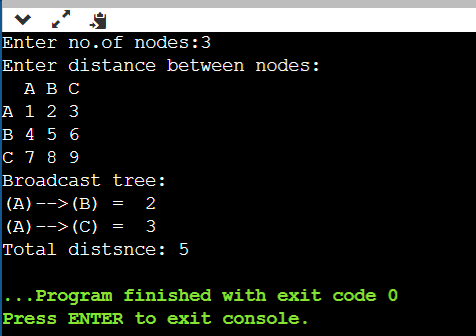 Enter no.of nodes:3
Enter distance between nodes:
  A B C
A 1 2 3
B 4 5 6
C 7 8 9
Broadcast tree:
(A)-->(B) =  2
(A)-->(C) =  3
Total distsnce: 5
...Program finished with exit code 0
Press ENTER to exit console.